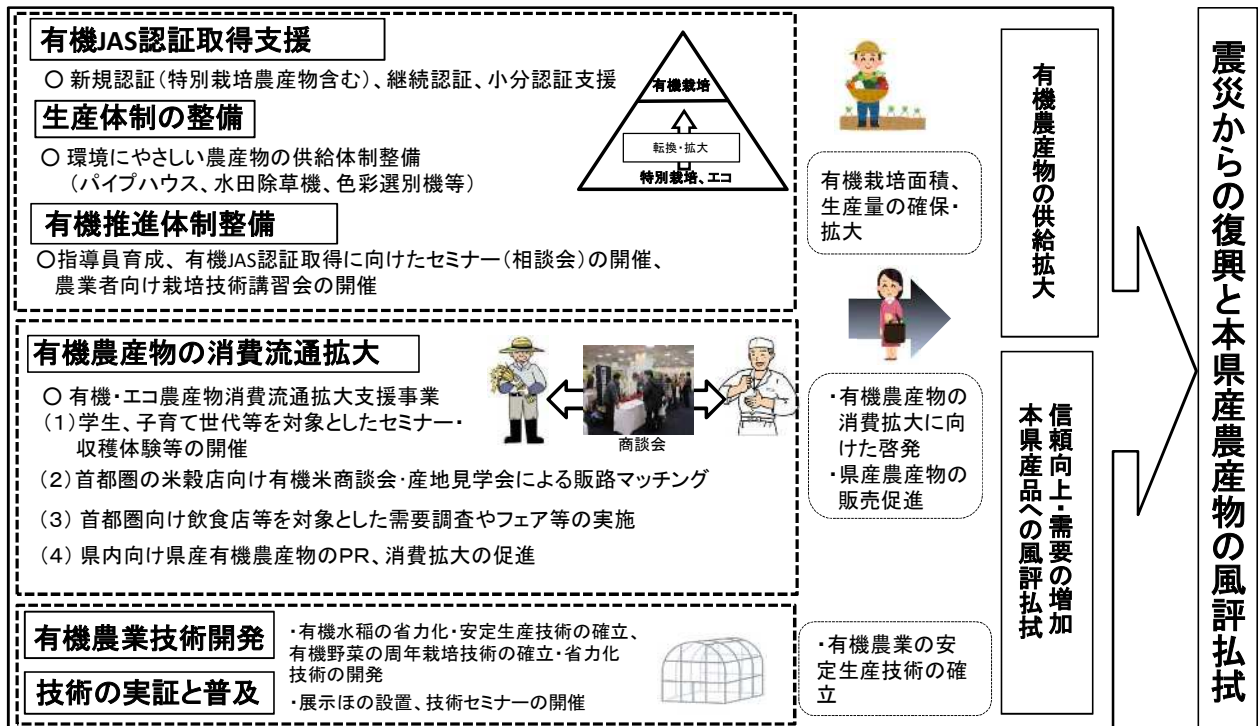 有機JAS認証取得支援
○ 新規認証(特別栽培農産物含む)、継続認証、小分認証支援
生産体制の整備
○ 環境にやさしい農産物の供給体制整備
(パイプハウス、水田除草機、色彩選別機等)
有機推進体制整備
○指導員育成、有機JAS認証取得に向けたセミナー(相談会)の開催、
農業者向け栽培技術講習会の開催
有機栽培
転換・拡大
特別栽培、エコ
有機栽培面積、
生産量の確保・
拡大
有機農産物の消費流通拡大
○ 有機・エコ農産物消費流通拡大支援事業
(1)学生、子育て世代等を対象としたセミナー・
収穫体験等の開催
商談会
(2)首都圏の米穀店向け有機米商談会・産地見学会による販路マッチング
(3) 首都圏向け飲食店等を対象とした需要調査やフェア等の実施
(4) 県内向け県産有機農産物のPR、消費拡大の促進
・有機農産物の
消費拡大に向
けた啓発
・県産農産物の
販売促進
有機農業技術開発
技術の実証と普及
・有機水稲の省力化・安定生産技術の確立、
有機野菜の周年栽培技術の確立・省力化
技術の開発
・展示ほの設置、技術セミナーの開催
・有機農業の安
定生産技術の確
立
有機農産物の供給拡大
信頼向上・需要の増加
本県産品への風評払拭
震災からの復興と本県産農産物の風評払拭